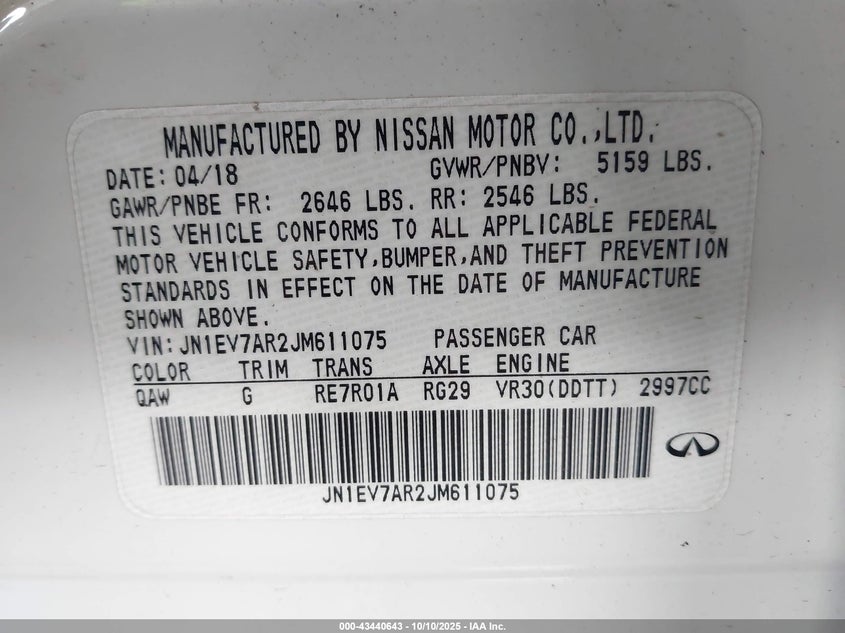 MANUFACTURED BY NISSAN MOTOR CO.,LTD.
DATE: 04/18 GVWR/PNBV: 5159 LBS.
GAWR/PNBE FR: 2646 LBS. RR: 2546 LBS.
THIS VEHICLE CONFORMS TO ALL APPLICABLE FEDERAL
MOTOR VEHICLE SAFETY,BUMPER,AND THEFT PREVENTION
STANDARDS IN EFFECT ON THE DATE OF MANUFACTURE
SHOWN ABOVE.
VIN: JN1EV7AR2JM611075 PASSENGER CAR
COLOR TRIM TRANS AXLE ENGINE
QAW G RE7R01A RG29 VR30(DDTT) 2997CC
JN1EV7AR2JM611075
000-43440643 - 10/10/2025 - IAA Inc.